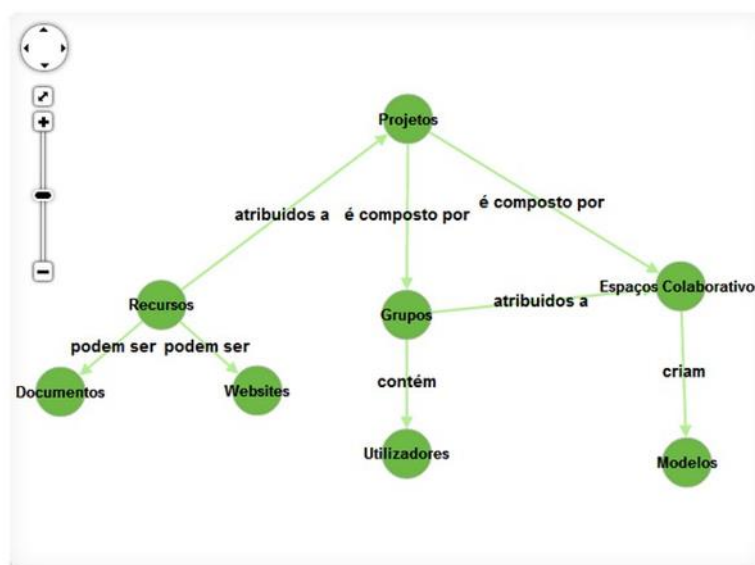 Projetos
atribuidos a
é composto por
é composto por
Espaços Colaborativo
Recursos
Grupos
atribuidos a
podem ser
podem ser
contém
criam
Documentos
Websites
Utilizadores
Modelos